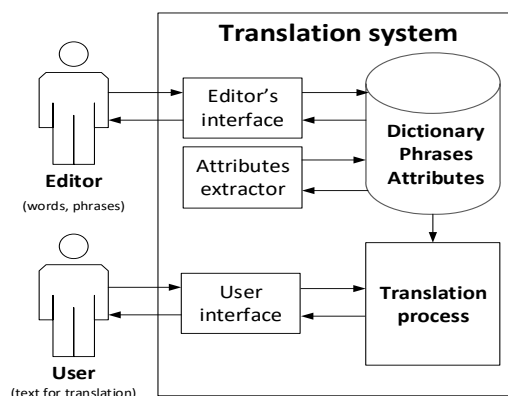 Translation system
Editor's
interface
Dictionary
Phrases
Attributes
Attributes
extractor
Editor
(words, phrases)
User
interface
Translation
process
User
(text for translation)